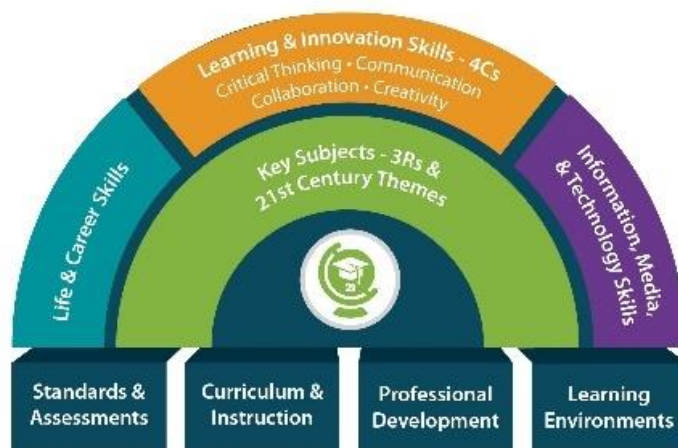 Learning & Innovation Skills - 4Cs
Critical Thinking • Communication
Collaboration • Creativity
Life & Career Skills
Key Subjects - 3Rs &
21st Century Themes
Information, Media,
& Technology Skills
21
Standards &
Assessments
Curriculum &
Instruction
Professional
Development
Learning
Environments